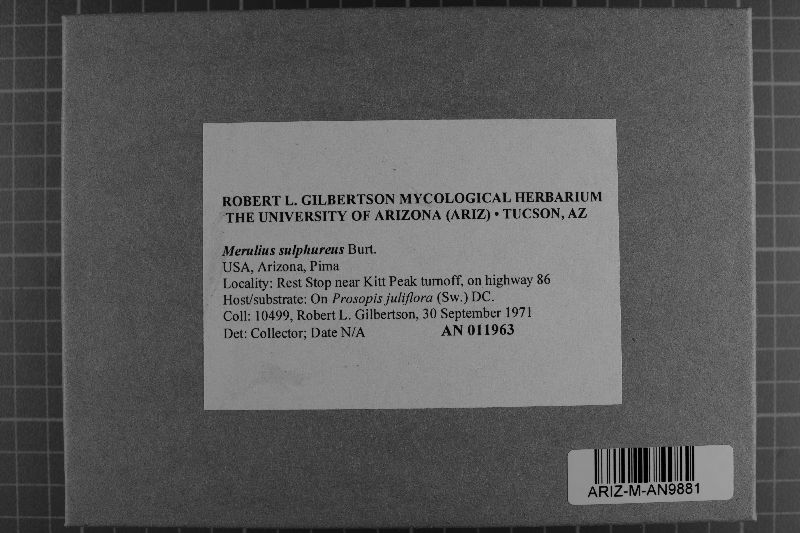 ROBERT L. GILBERTSON MYCOLOGICAL HERBARIUM
THE UNIVERSITY OF ARIZONA (ARIZ) • TUCSON, AZ
Merulius sulphureus Burt.
USA, Arizona, Pima
Locality: Rest Stop near Kitt Peak turnoff, on highway 86
Host/substrate: On Prosopis juliflora (Sw.) DC.
Coll: 10499, Robert L. Gilbertson, 30 September 1971
Det: Collector; Date N/A AN 011963
ARIZ-M-AN9881